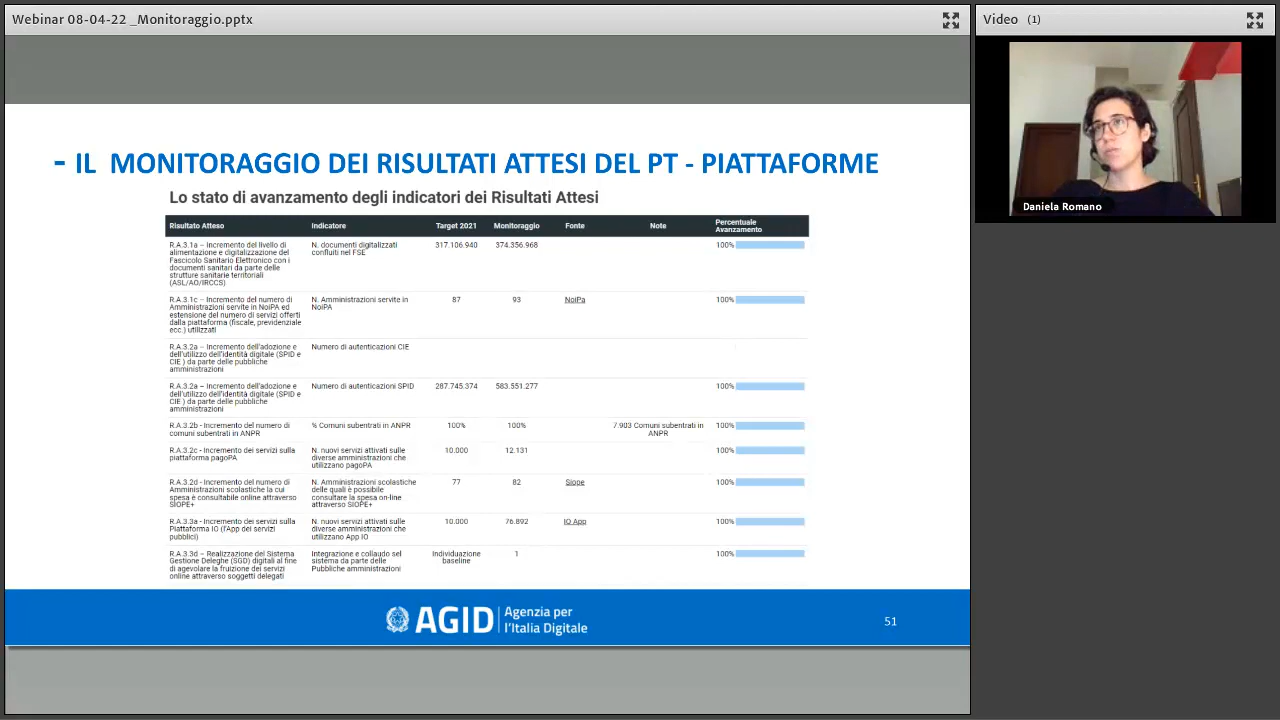 Webinar 08-04-22 _Monitoraggio.pptx
Video (1)
Daniela Romano
- IL MONITORAGGIO DEI RISULTATI ATTESI DEL PT - PIATTAFORME
Lo stato di avanzamento degli indicatori dei Risultati Attesi
Risultato Atteso Indicatore Target 2021 Monitoraggio Fonte Note Percentuale
Avanzamento
R.A.3.1a – Incremento del livello di N. documenti digitalizzati 317.106.940 374.356.968 100%
alimentazione e digitalizzazione del confluiti nel FSE
Fascicolo Sanitario Elettronico con i
documenti sanitari da parte delle
strutture sanitarie territoriali
(ASL/AO/IRCCS)
R.A.3.1c – Incremento del numero di N. Amministrazioni servite in 87 93 NoiPa 100%
Amministrazioni servite in NoiPA ed NoiPA
estensione del numero di servizi offerti
dalla piattaforma (fiscale, previdenziale
ecc.) utilizzati
R.A.3.2a – Incremento dell'adozione e Numero di autenticazioni CIE
dell'utilizzo dell'identità digitale (SPID e
CIE ) da parte delle pubbliche
amministrazioni
R.A.3.2a – Incremento dell'adozione e Numero di autenticazioni SPID 287.745.374 583.551.277 100%
dell'utilizzo dell'identità digitale (SPID e
CIE ) da parte delle pubbliche
amministrazioni
R.A.3.2b - Incremento del numero di % Comuni subentrati in ANPR 100% 100% 7.903 Comuni subentrati in 100%
comuni subentrati in ANPR ANPR
R.A.3.2c - Incremento dei servizi sulla N. nuovi servizi attivati sulle 10.000 12.131 100%
piattaforma pagoPA diverse amministrazioni che
utilizzano pagoPA
R.A.3.2d - Incremento del numero di N. Amministrazioni scolastiche 77 82 Siope 100%
Amministrazioni scolastiche la cui delle quali è possibile
spesa è consultabile online attraverso consultare la spesa on-line
SIOPE+ attraverso SIOPE+
R.A.3.3a - Incremento dei servizi sulla N. nuovi servizi attivati sulle 10.000 76.892 IO App 100%
Piattaforma IO (l'App dei servizi diverse amministrazioni che
pubblici) utilizzano App IO
R.A.3.3d – Realizzazione del Sistema Integrazione e collaudo sel Individuazione 1 100%
Gestione Deleghe (SGD) digitali al fine sistema da parte delle baseline
di agevolare la fruizione dei servizi Pubbliche amministrazioni
online attraverso soggetti delegati
AGID Agenzia per
l'Italia Digitale
51